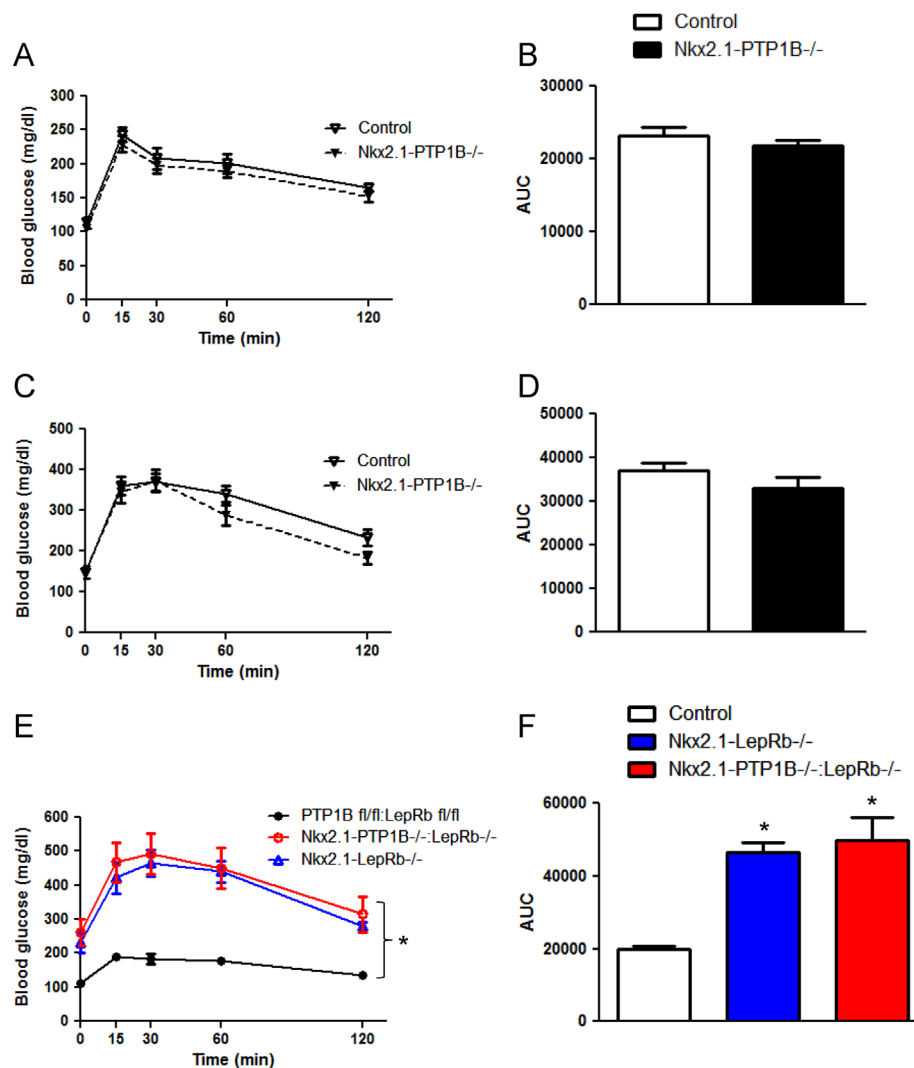 A
Blood glucose (mg/dl)
300
250
200
150
100
50
0
0 15 30 60 120
Time (min)
Control
Nkx2.1-PTP1B-/-
B
Control
Nkx2.1-PTP1B-/-
AUC
30000
20000
10000
0
C
Blood glucose (mg/dl)
500
400
300
200
100
0
0 15 30 60 120
Time (min)
Control
Nkx2.1-PTP1B-/-
D
AUC
50000
40000
30000
20000
10000
0
E
Blood glucose (mg/dl)
600
500
400
300
200
100
0
0 15 30 60 120
Time (min)
PTP1B fl/fl:LepRb fl/fl
Nkx2.1-PTP1B-/-:LepRb-/-
Nkx2.1-LepRb-/-
*
F
Control
Nkx2.1-LepRb-/-
Nkx2.1-PTP1B-/-:LepRb-/-
AUC
60000
40000
20000
0
* *